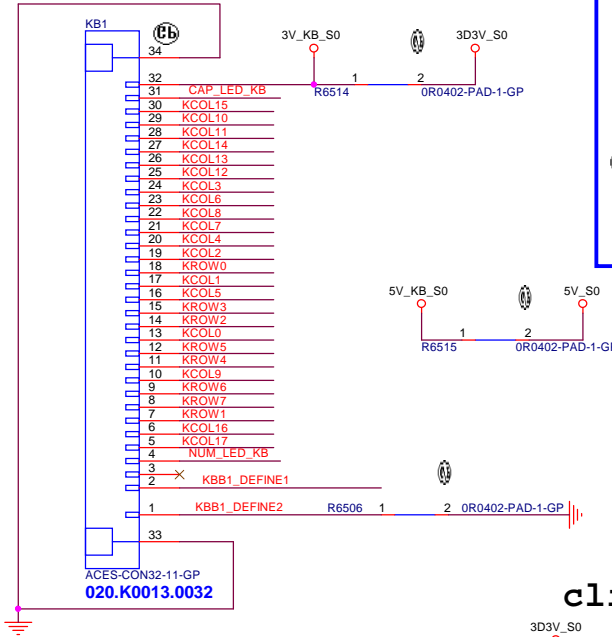 KB1
34
3V_KB_S0
3D3V_S0
32
1
2
31
CAP_LED_KB
R6514
0R0402-PAD-1-GP
30
KCOL15
29
KCOL10
28
KCOL11
27
KCOL14
26
KCOL13
25
KCOL12
24
KCOL3
23
KCOL6
22
KCOL8
21
KCOL7
20
KCOL4
19
KCOL2
18
KROW0
17
KCOL1
16
KCOL5
15
KROW3
14
KROW2
13
KCOL0
12
KROW5
11
KROW4
10
KCOL9
9
KROW6
8
KROW7
7
KROW1
6
KCOL16
5
KCOL17
4
NUM_LED_KB
3
2
KBB1_DEFINE1
1
KBB1_DEFINE2
33
5V_KB_S0
5V_S0
1
2
R6515
0R0402-PAD-1-GP
R6506
1
2
0R0402-PAD-1-GP
ACES-CON32-11-GP
020.K0013.0032
3D3V_S0